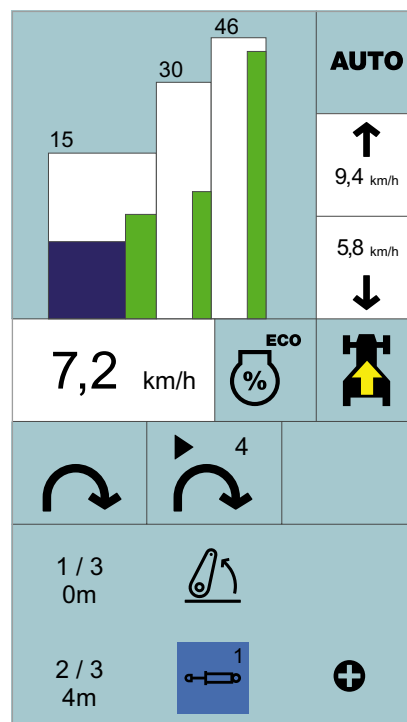 46
30
15
AUTO
9,4 km/h
5,8 km/h
7,2 km/h
ECO
%
4
1 / 3
0m
2 / 3
4m
1